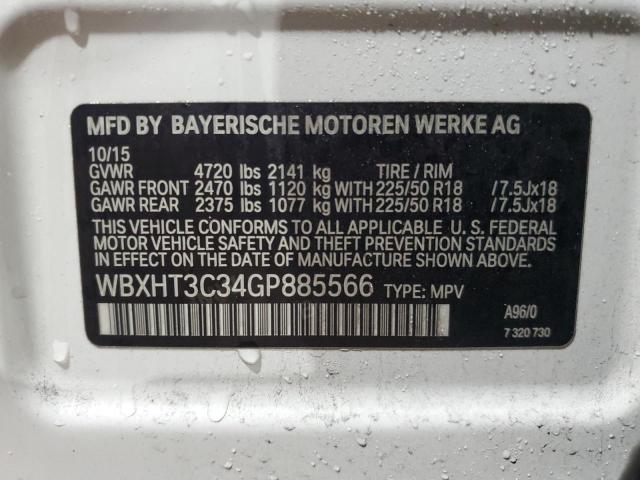 MFD BY BAYERISCHE MOTOREN WERKE AG
10/15
GVWR 4720 lbs 2141 kg TIRE / RIM
GAWR FRONT 2470 lbs 1120 kg WITH 225/50 R18 /7.5Jx18
GAWR REAR 2375 lbs 1077 kg WITH 225/50 R18 /7.5Jx18
THIS VEHICLE CONFORMS TO ALL APPLICABLE U. S. FEDERAL
MOTOR VEHICLE SAFETY AND THEFT PREVENTION STANDARDS
IN EFFECT ON THE DATE OF MANUFACTURE SHOWN ABOVE.
WBXHT3C34GP885566 TYPE: MPV
A96/0
7 320 730